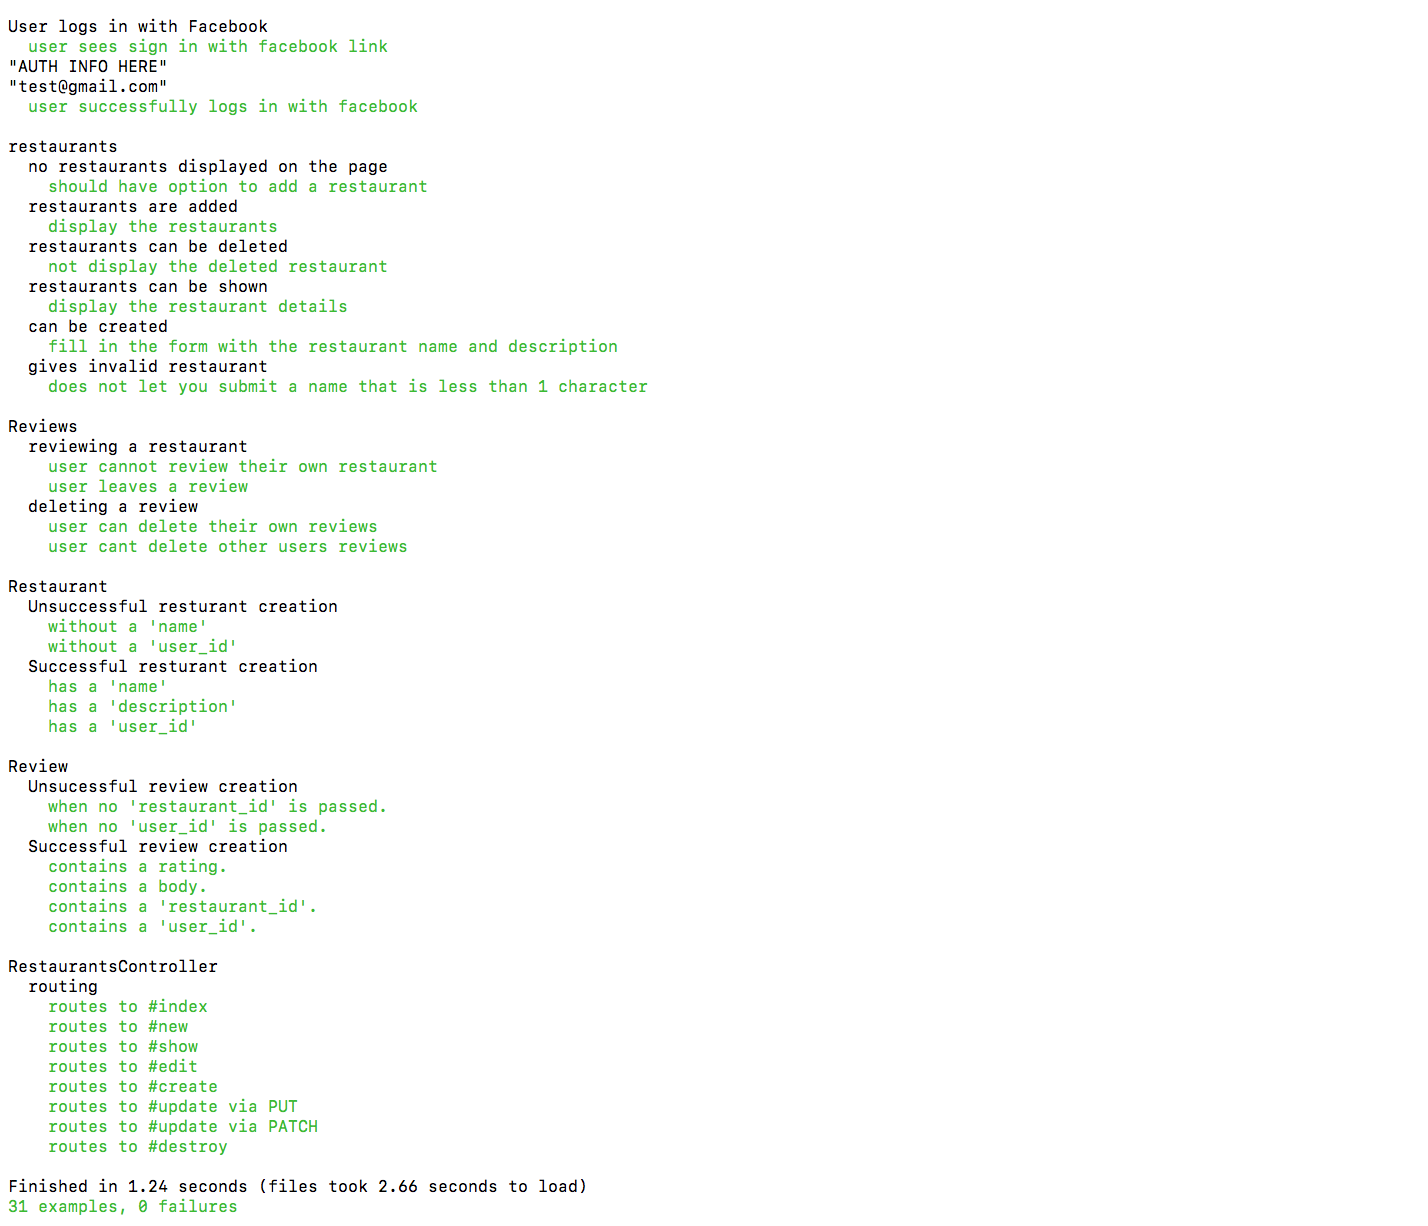 User logs in with Facebook
user sees sign in with facebook link
"AUTH INFO HERE"
"test@gmail.com"
user successfully logs in with facebook
restaurants
no restaurants displayed on the page
should have option to add a restaurant
restaurants are added
display the restaurants
restaurants can be deleted
not display the deleted restaurant
restaurants can be shown
display the restaurant details
can be created
fill in the form with the restaurant name and description
gives invalid restaurant
does not let you submit a name that is less than 1 character
Reviews
reviewing a restaurant
user cannot review their own restaurant
user leaves a review
deleting a review
user can delete their own reviews
user cant delete other users reviews
Restaurant
Unsuccessful resturant creation
without a 'name'
without a 'user_id'
Successful resturant creation
has a 'name'
has a 'description'
has a 'user_id'
Review
Unsucessful review creation
when no 'restaurant_id' is passed.
when no 'user_id' is passed.
Successful review creation
contains a rating.
contains a body.
contains a 'restaurant_id'.
contains a 'user_id'.
RestaurantsController
routing
routes to #index
routes to #new
routes to #show
routes to #edit
routes to #create
routes to #update via PUT
routes to #update via PATCH
routes to #destroy
Finished in 1.24 seconds (files took 2.66 seconds to load)
31 examples, 0 failures